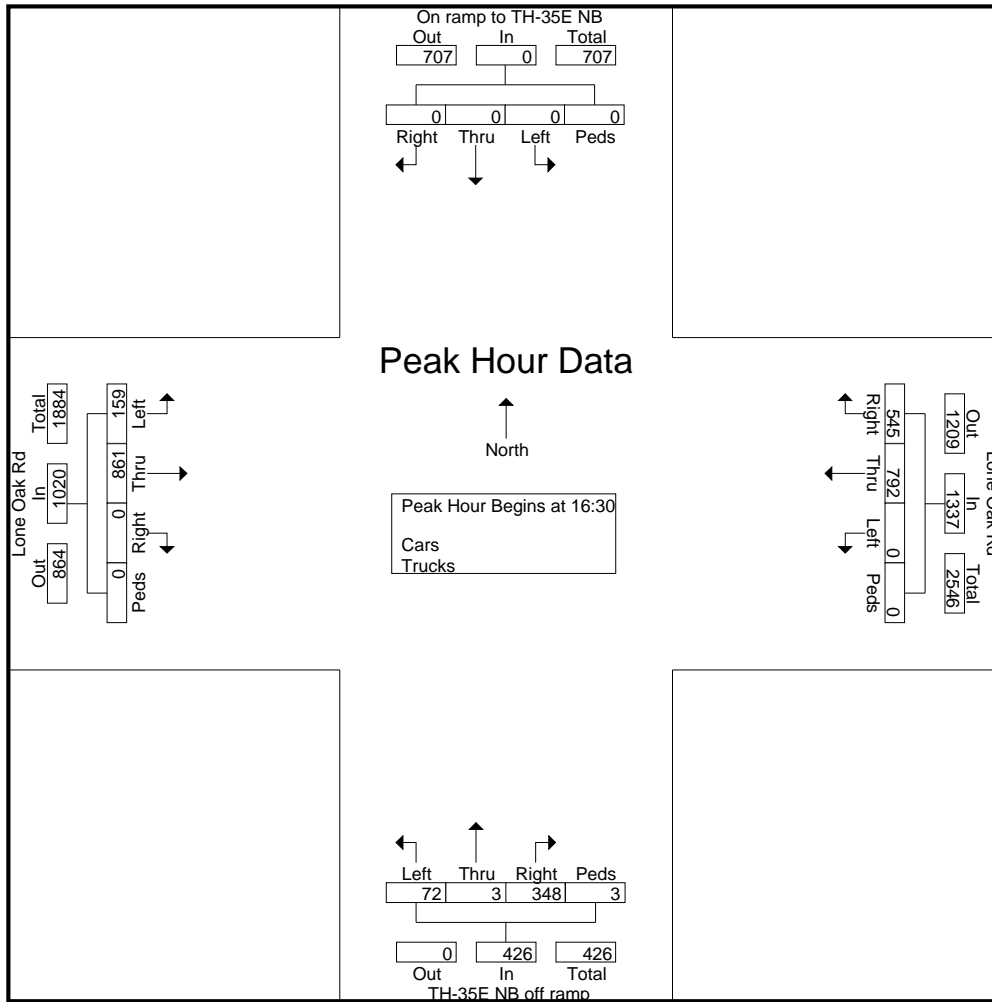 On ramp to TH-35E NB
Out In Total
707 0 707
0 0 0 0
Right Thru Left Peds
Peak Hour Data
North
Peak Hour Begins at 16:30
Cars
Trucks
Lone Oak Rd
Total In Out
1884 1020 864
159 861 0 0
Left Thru Right Peds
Right Thru Left Peds
545 792 0 0
Out In Total
1209 1337 2546
Lone Oak Rd
Left Thru Right Peds
72 3 348 3
0 426 426
Out In Total
TH-35E NB off ramp